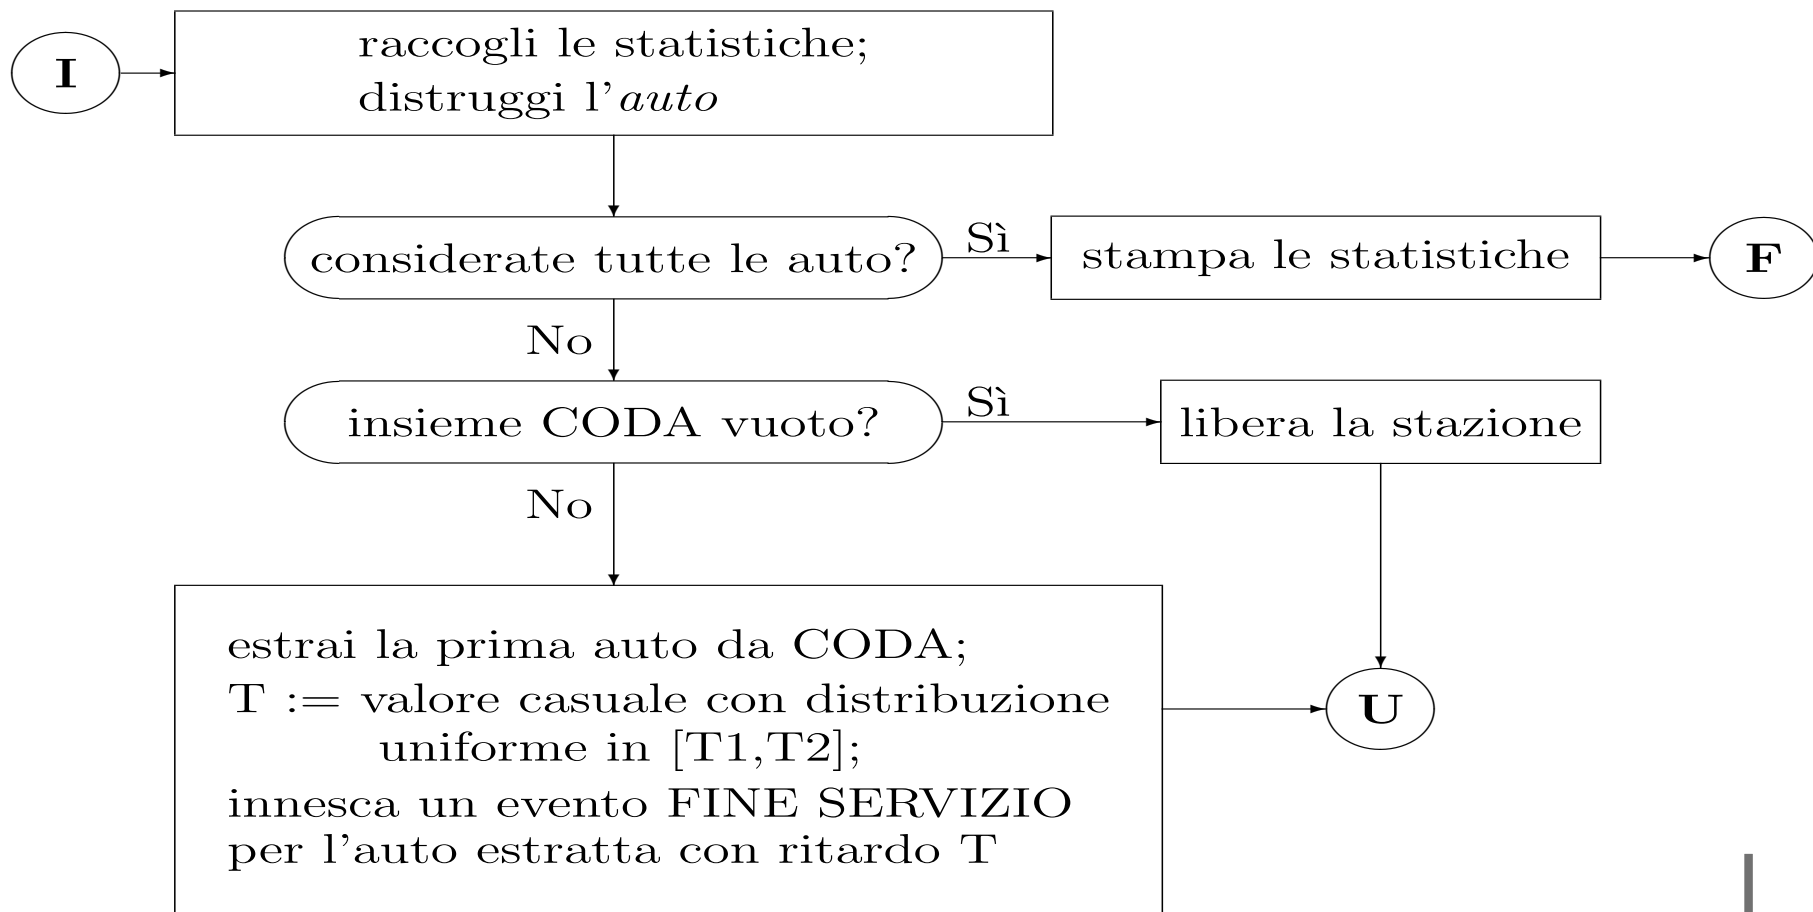 I
raccogli le statistiche;
distruggi l'auto
considerate tutte le auto?
Sì
stampa le statistiche
F
No
insieme CODA vuoto?
Sì
libera la stazione
No
estrai la prima auto da CODA;
T := valore casuale con distribuzione
uniforme in [T1,T2];
innesca un evento FINE SERVIZIO
per l'auto estratta con ritardo T
U